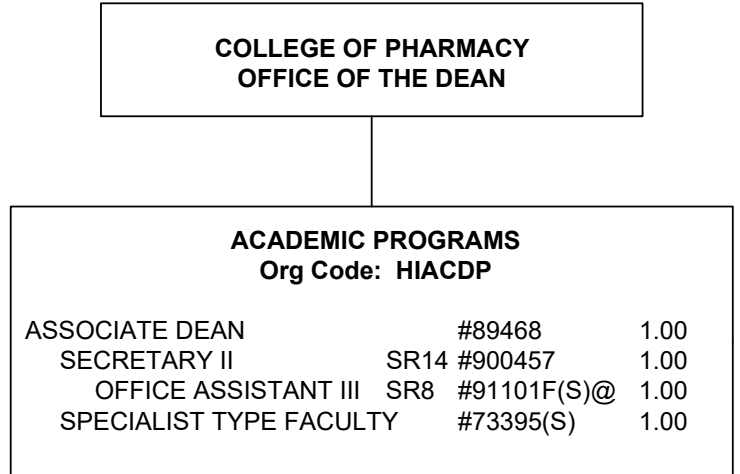 COLLEGE OF PHARMACY
OFFICE OF THE DEAN
ACADEMIC PROGRAMS
Org Code: HIACDP
ASSOCIATE DEAN #89468 1.00
SECRETARY II SR14 #900457 1.00
OFFICE ASSISTANT III SR8 #91101F(S)@ 1.00
SPECIALIST TYPE FACULTY #73395(S) 1.00